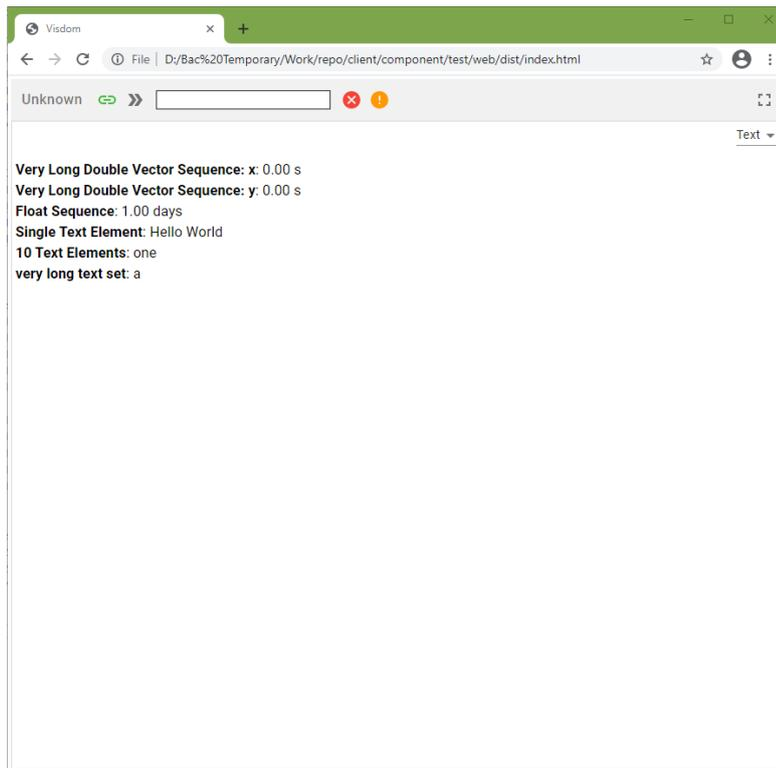 Visdom
File | D:/Bac%20Temporary/Work/repo/client/component/test/web/dist/index.html
Unknown
Text
Very Long Double Vector Sequence: x: 0.00 s
Very Long Double Vector Sequence: y: 0.00 s
Float Sequence: 1.00 days
Single Text Element: Hello World
10 Text Elements: one
very long text set: a